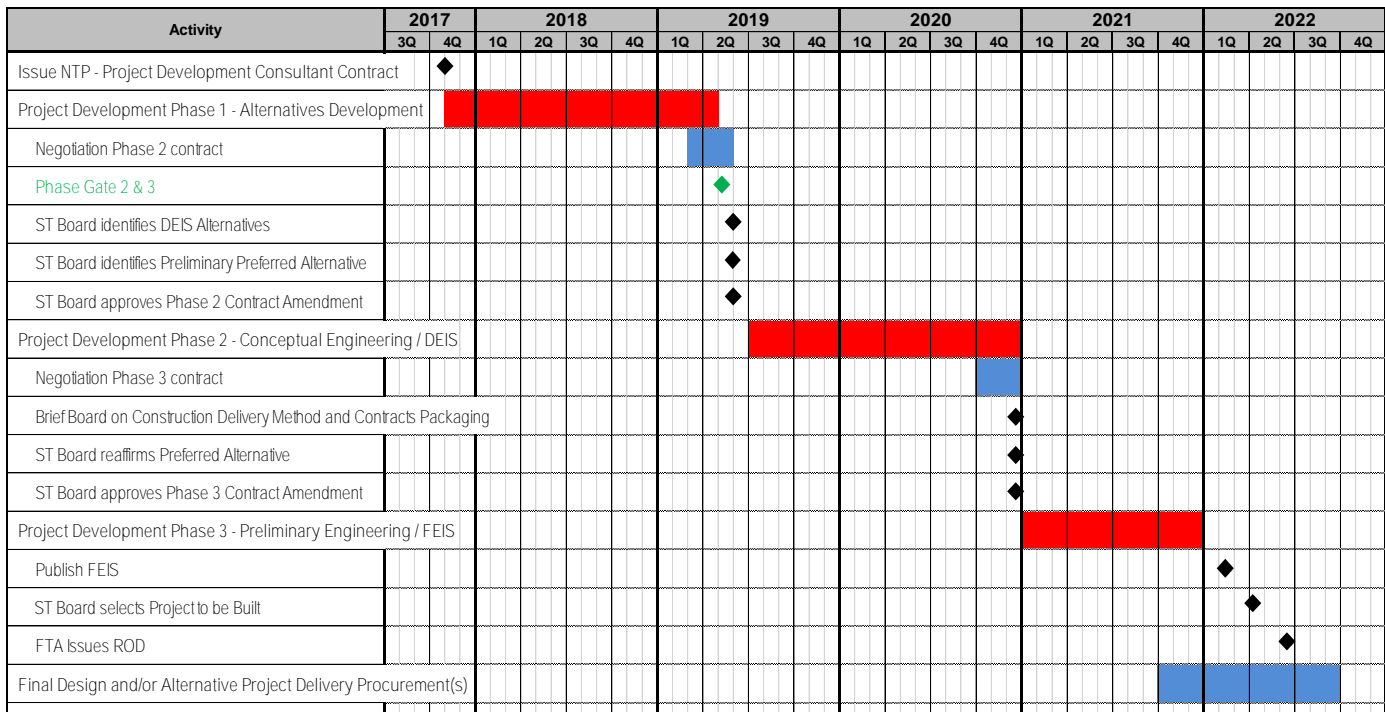 Activity 2017 2018 2019 2020 2021 2022
3Q 4Q 1Q 2Q 3Q 4Q 1Q 2Q 3Q 4Q 1Q 2Q 3Q 4Q 1Q 2Q 3Q 4Q 1Q 2Q 3Q 4Q
Issue NTP - Project Development Consultant Contract
Project Development Phase 1 - Alternatives Development
Negotiation Phase 2 contract
Phase Gate 2 & 3
ST Board identifies DEIS Alternatives
ST Board identifies Preliminary Preferred Alternative
ST Board approves Phase 2 Contract Amendment
Project Development Phase 2 - Conceptual Engineering / DEIS
Negotiation Phase 3 contract
Brief Board on Construction Delivery Method and Contracts Packaging
ST Board reaffirms Preferred Alternative
ST Board approves Phase 3 Contract Amendment
Project Development Phase 3 - Preliminary Engineering / FEIS
Publish FEIS
ST Board selects Project to be Built
FTA Issues ROD
Final Design and/or Alternative Project Delivery Procurement(s)